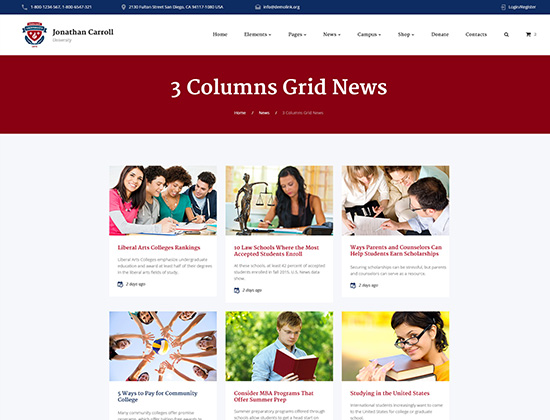 1-800-1234-567, 1-800-6547-321
2130 Fulton Street San Diego, CA 34117-1080 USA
info@demolink.org
Login/Register
Jonathan Carroll
University
Home
Elements
Pages
News
Campus
Shop
Donate
Contacts
0
3 Columns Grid News
Home / News / 3 Columns Grid News
Liberal Arts Colleges Rankings
Liberal Arts Colleges emphasize undergraduate
education and award at least half of their degrees
in the liberal arts fields of study.
2 days ago
10 Law Schools Where the Most
Accepted Students Enroll
At these schools, at least 42 percent of accepted
students enrolled in fall 2015, U.S. News data
show.
2 days ago
Ways Parents and Counselors Can
Help Students Earn Scholarships
Securing scholarships can be stressful, but parents
and counselors can serve as a resource.
2 days ago
5 Ways to Pay for Community
College
Many community colleges offer promise
programs, which offer tuition-free awards to
Consider MBA Programs That
Offer Summer Prep
Summer preparatory programs offered through
schools allow students to get a head start on
Studying in the United States
International students increasingly want to come
to the United States for college or graduate
school.